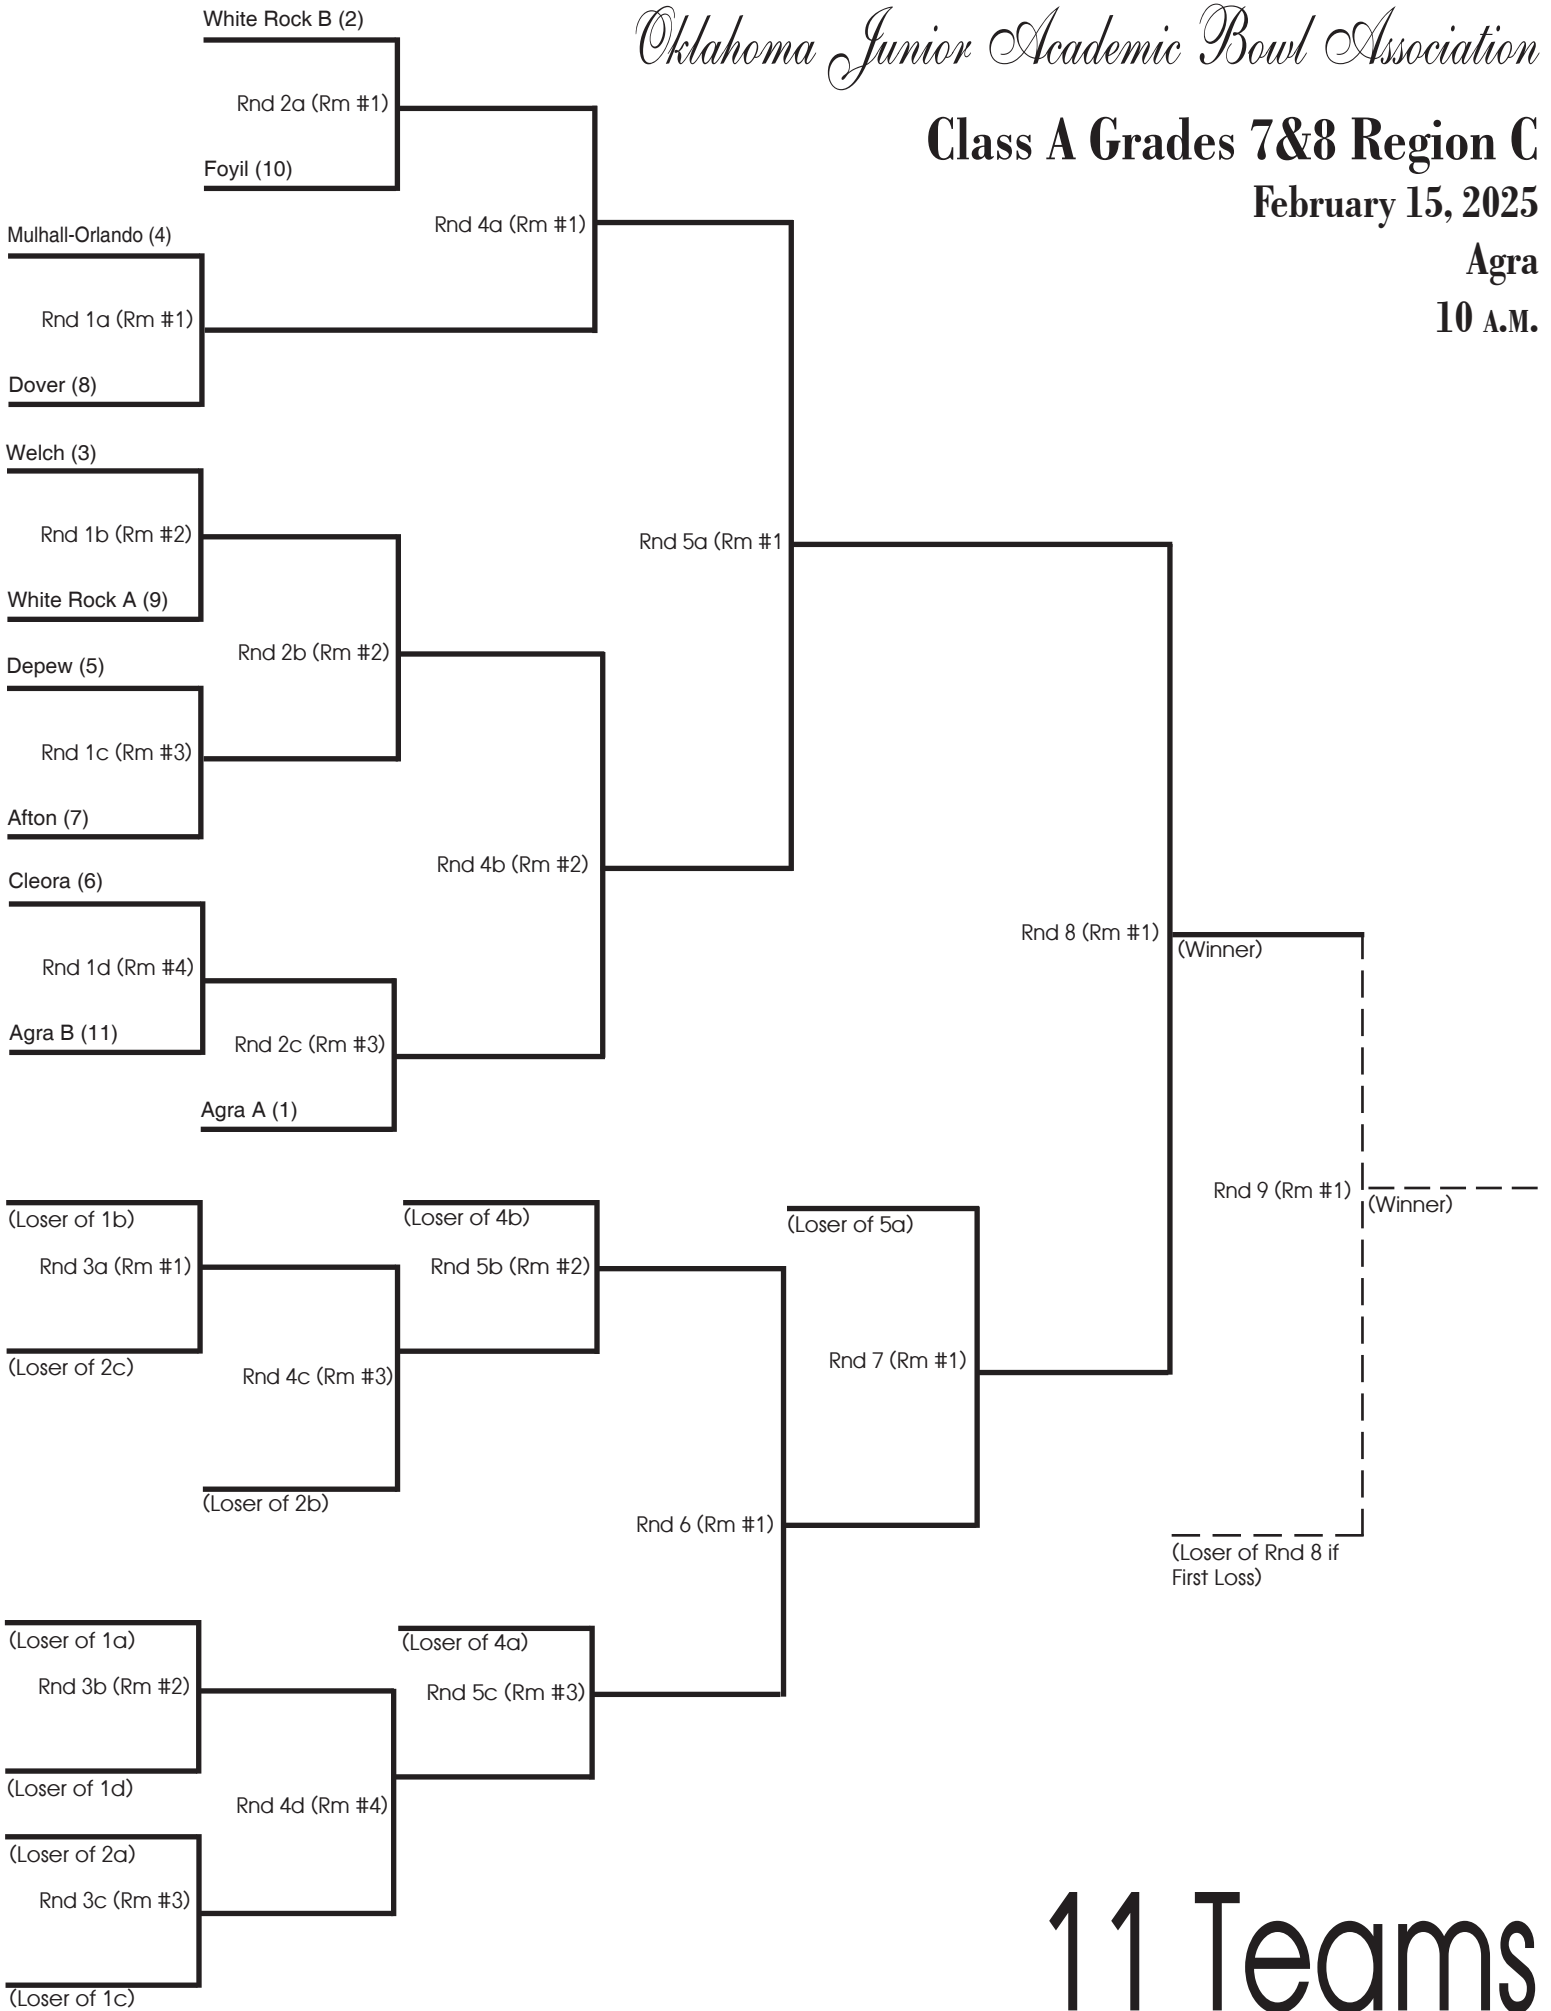 Oklahoma Junior Academic Bowl Association
Class A Grades 7&8 Region C
February 15, 2025
Agra
10 A.M.
White Rock B (2)
Rnd 2a (Rm #1)
Foyil (10)
Rnd 4a (Rm #1)
Mulhall-Orlando (4)
Rnd 1a (Rm #1)
Dover (8)
Welch (3)
Rnd 1b (Rm #2)
Rnd 5a (Rm #1
White Rock A (9)
Rnd 2b (Rm #2)
Depew (5)
Rnd 1c (Rm #3)
Afton (7)
Rnd 4b (Rm #2)
Cleora (6)
Rnd 8 (Rm #1)
(Winner)
Rnd 1d (Rm #4)
Agra B (11)
Rnd 2c (Rm #3)
Agra A (1)
Rnd 9 (Rm #1)
(Winner)
(Loser of 1b)
(Loser of 4b)
(Loser of 5a)
Rnd 3a (Rm #1)
Rnd 5b (Rm #2)
(Loser of 2c)
Rnd 4c (Rm #3)
Rnd 7 (Rm #1)
(Loser of 2b)
Rnd 6 (Rm #1)
(Loser of Rnd 8 if
First Loss)
(Loser of 1a)
(Loser of 4a)
Rnd 3b (Rm #2)
Rnd 5c (Rm #3)
(Loser of 1d)
Rnd 4d (Rm #4)
(Loser of 2a)
Rnd 3c (Rm #3)
(Loser of 1c)
11 Teams